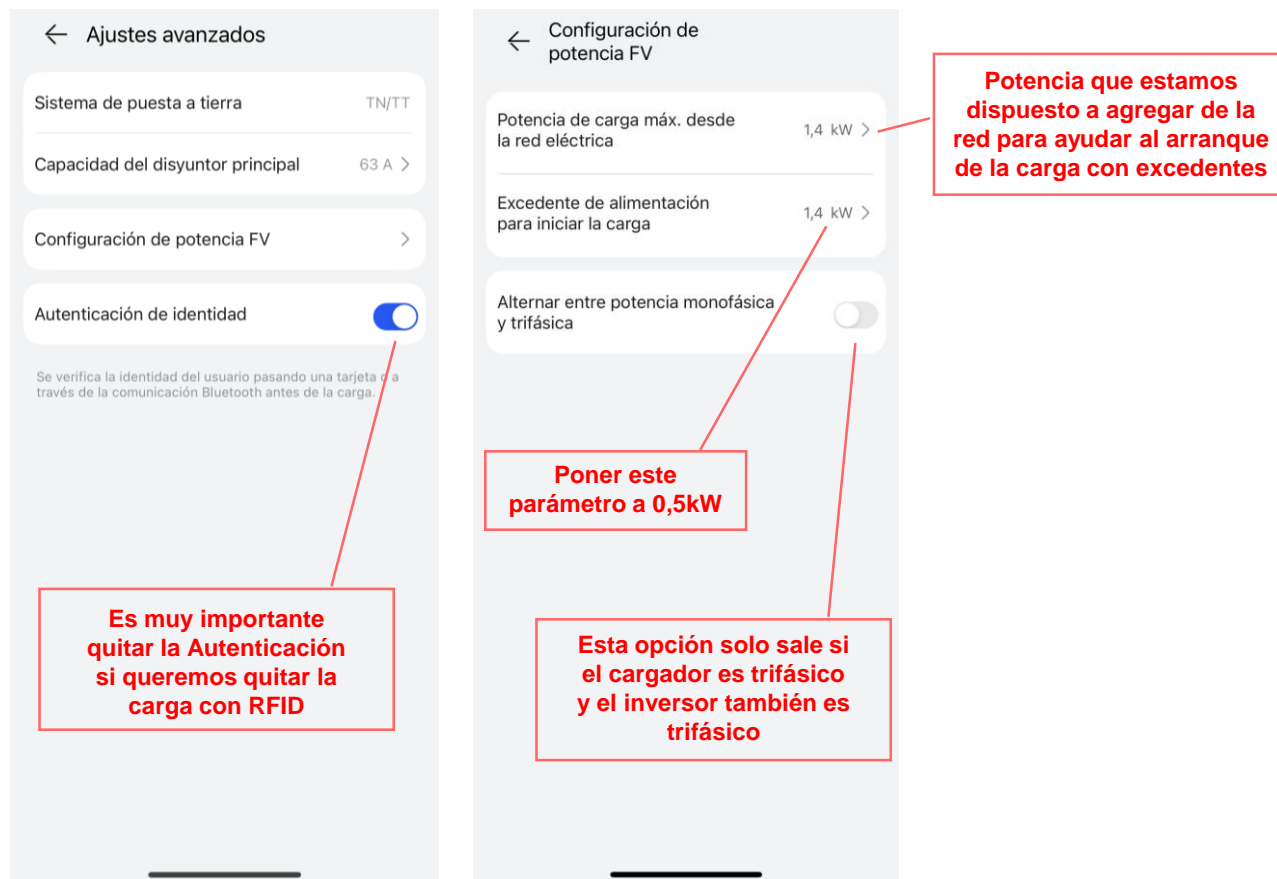 Ajustes avanzados
Sistema de puesta a tierra
TN/TT
Capacidad del disyuntor principal
63 A
Configuración de potencia FV
Autenticación de identidad
Se verifica la identidad del usuario pasando una tarjeta o a
través de la comunicación Bluetooth antes de la carga.
Es muy importante
quitar la Autenticación
si queremos quitar la
carga con RFID
Configuración de
potencia FV
Potencia de carga máx. desde
la red eléctrica
1,4 kW
Excedente de alimentación
para iniciar la carga
1,4 kW
Alternar entre potencia monofásica
y trifásica
Potencia que estamos
dispuesto a agregar de la
red para ayudar al arranque
de la carga con excedentes
Poner este
parámetro a 0,5kW
Esta opción solo sale si
el cargador es trifásico
y el inversor también es
trifásico